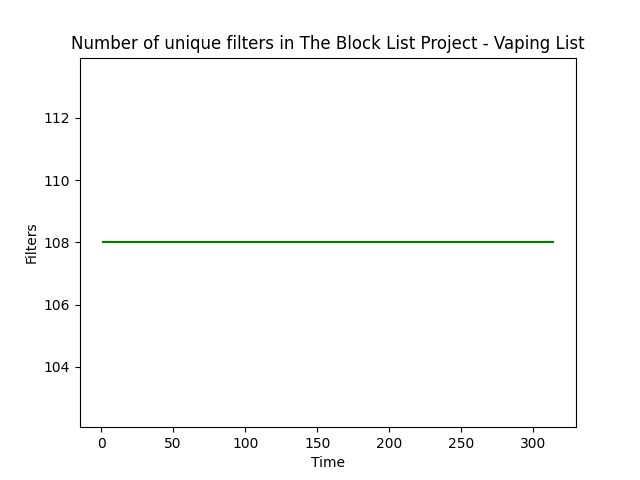 Number of unique filters in The Block List Project - Vaping List
112
110
108
106
104
Filters
0 50 100 150 200 250 300
Time